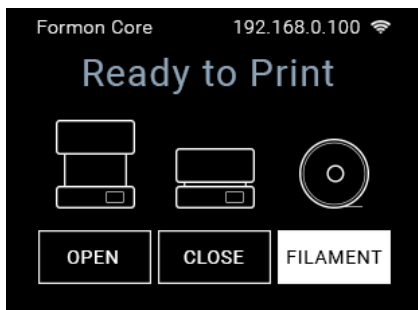 Formon Core 192.168.0.100
Ready to Print
OPEN CLOSE FILAMENT